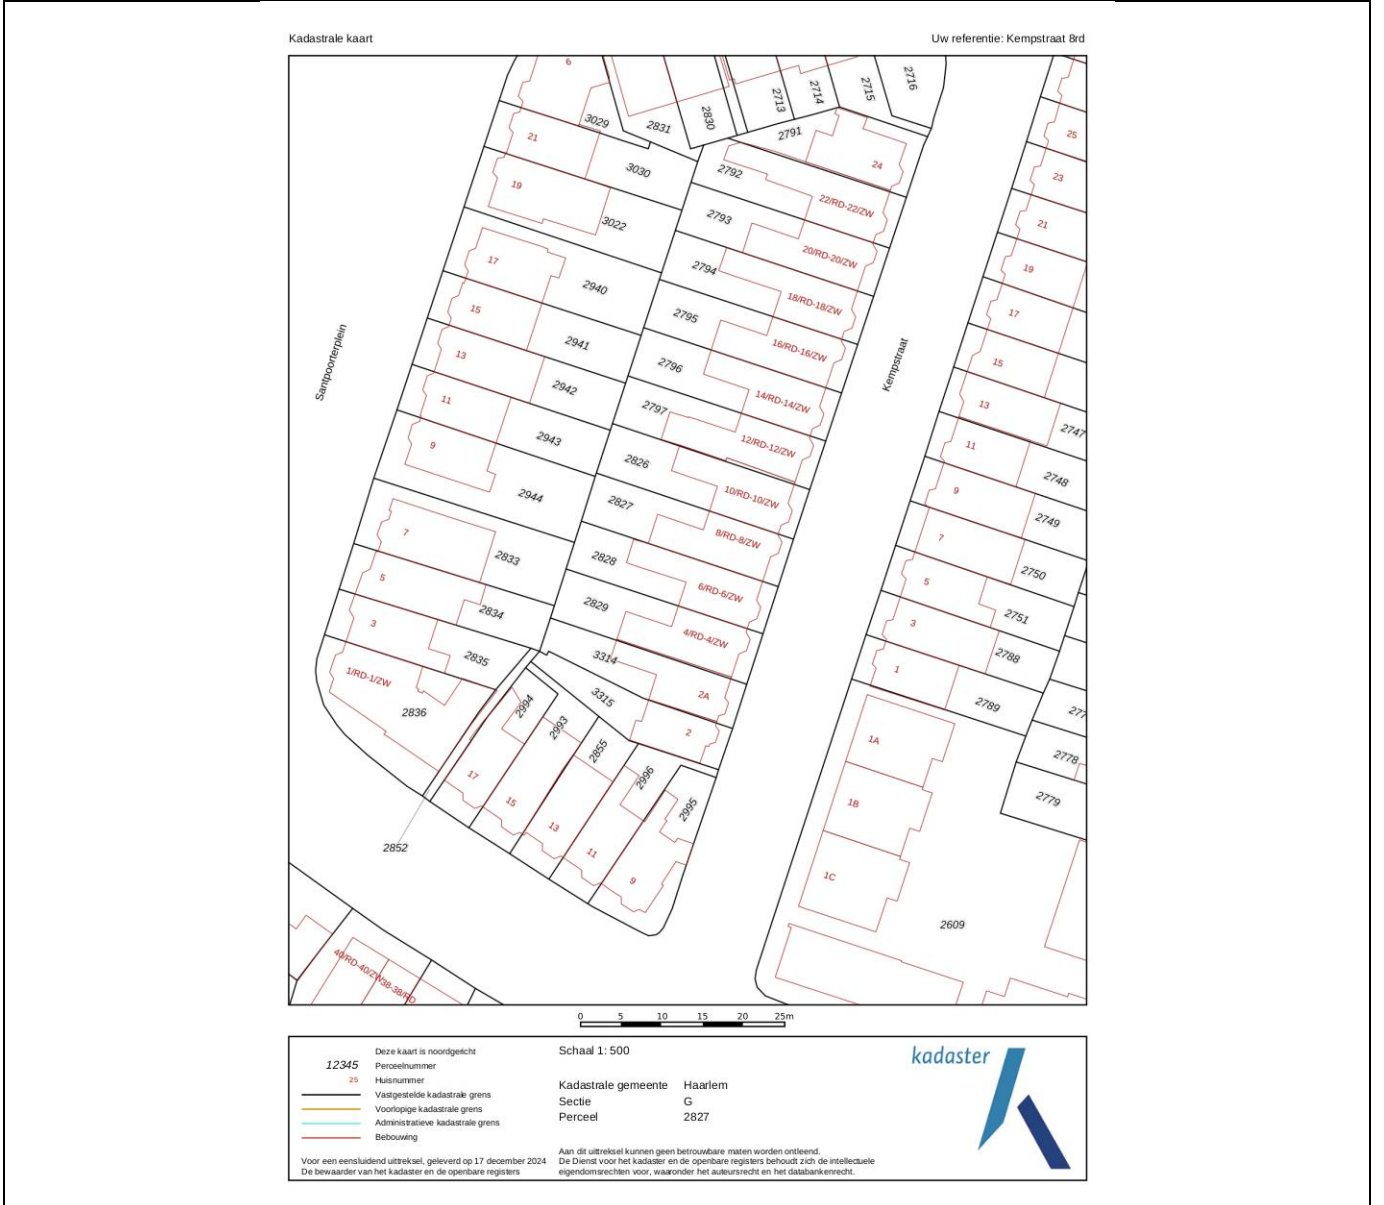 Kadastrale kaart
Uw referentie: Kempstraat 8rd
6
3029
2831
2830
2713
2714
2715
2716
2791
24
21
3030
19
3022
2792
22/RD-22/ZW
2793
20/RD-20/ZW
2794
18/RD-18/ZW
17
2940
15
2941
2795
16/RD-16/ZW
13
2942
2796
14/RD-14/ZW
11
2943
2797
12/RD-12/ZW
9
2944
2826
10/RD-10/ZW
7
2833
2827
8/RD-8/ZW
5
2834
2828
6/RD-6/ZW
3
2835
2829
4/RD-4/ZW
1/RD-1/ZW
2836
3314
2A
3315
2
Santpoorterplein
Kempstraat
2994
2993
2855
2996
2995
17
15
13
11
9
2852
25
23
21
19
17
15
13
2747
11
2748
9
2749
7
2750
5
2751
3
2788
1
2789
277
2778
2779
1A
1B
1C
2609
40/RD-40/ZW
38-38/RD
0 5 10 15 20 25m
12345
25
Deze kaart is noordgericht
Perceelnummer
Huisnummer
Vastgestelde kadastrale grens
Voorlopige kadastrale grens
Administratieve kadastrale grens
Bebouwing
Voor een eensluidend uittreksel, geleverd op 17 december 2024
De bewaarder van het kadaster en de openbare registers
Schaal 1: 500
Kadastrale gemeente Haarlem
Sectie G
Perceel 2827
Aan dit uittreksel kunnen geen betrouwbare maten worden ontleend.
De Dienst voor het kadaster en de openbare registers behoudt zich de intellectuele
eigendomsrechten voor, waaronder het auteursrecht en het databankenrecht.
kadaster